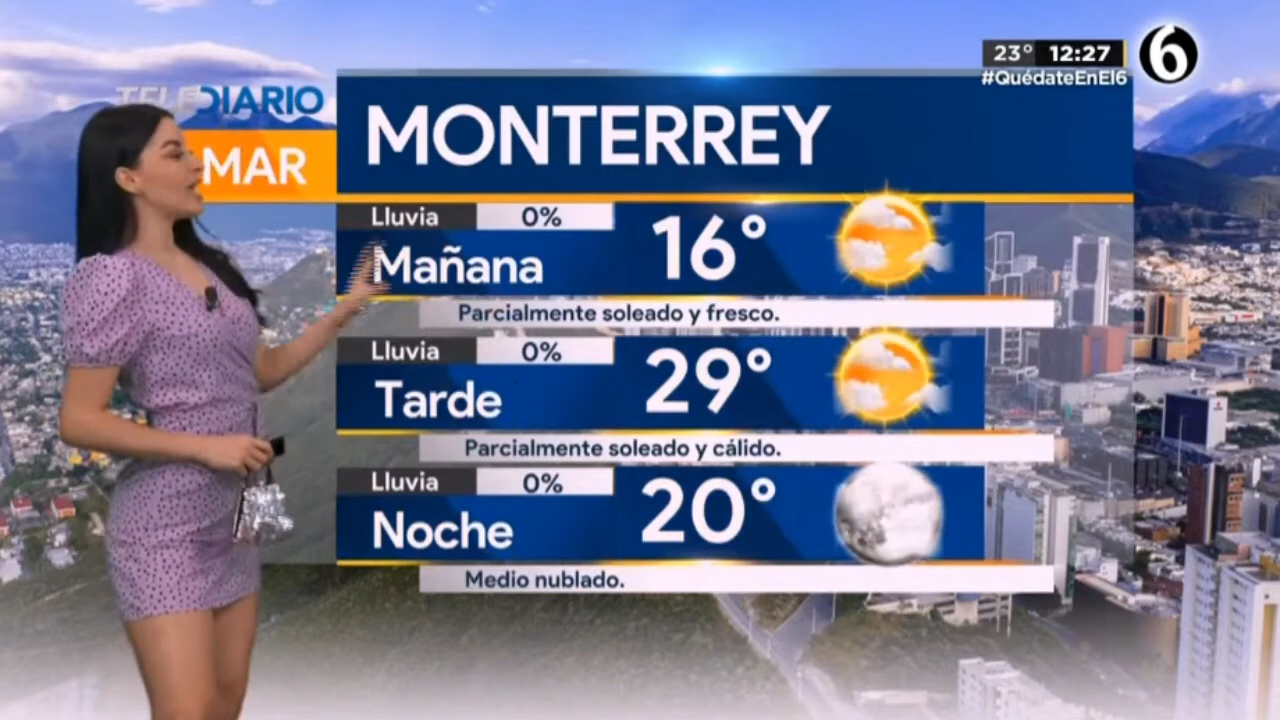 23° 12:27
6
#QuédateEnEl6
TELEDIARIO
MAR
MONTERREY
Lluvia 0%
Mañana 16°
Parcialmente soleado y fresco.
Lluvia 0%
Tarde 29°
Parcialmente soleado y cálido.
Lluvia 0%
Noche 20°
Medio nublado.